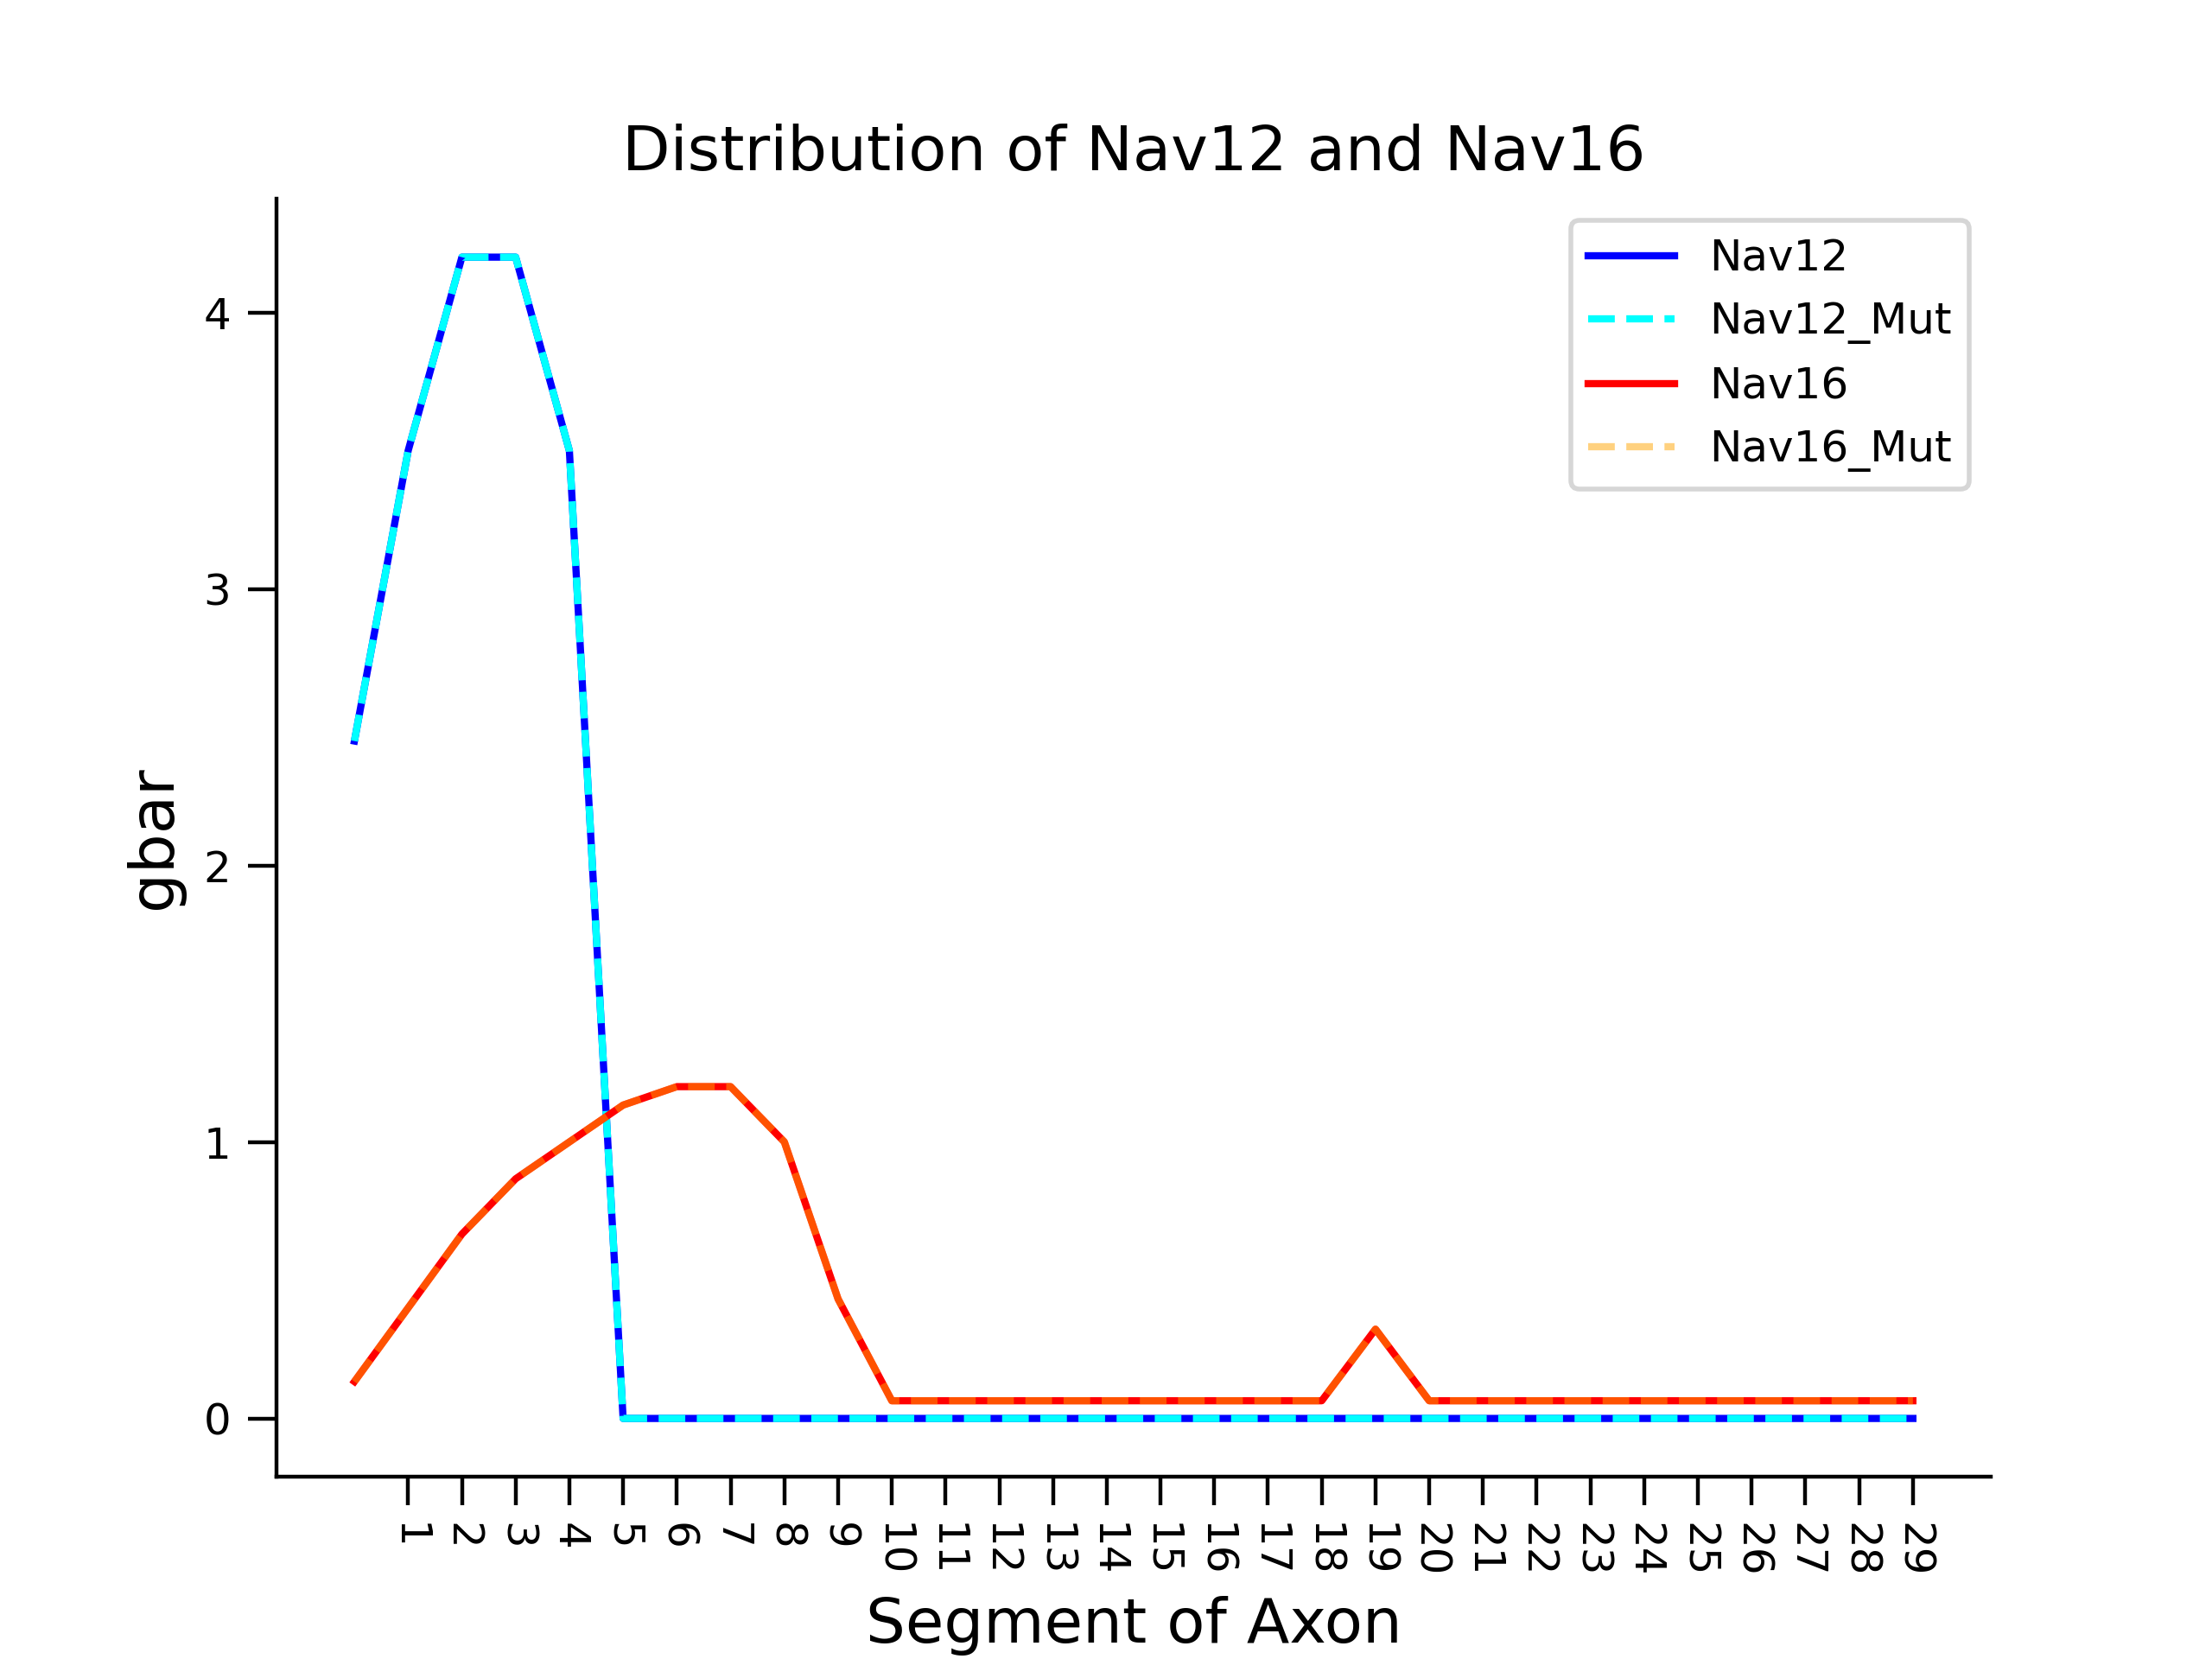 Distribution of Nav12 and Nav16
Nav12
Nav12_Mut
Nav16
Nav16_Mut
4
3
2
1
0
gbar
1 2 3 4 5 6 7 8 9 10 11 12 13 14 15 16 17 18 19 20 21 22 23 24 25 26 27 28 29
Segment of Axon